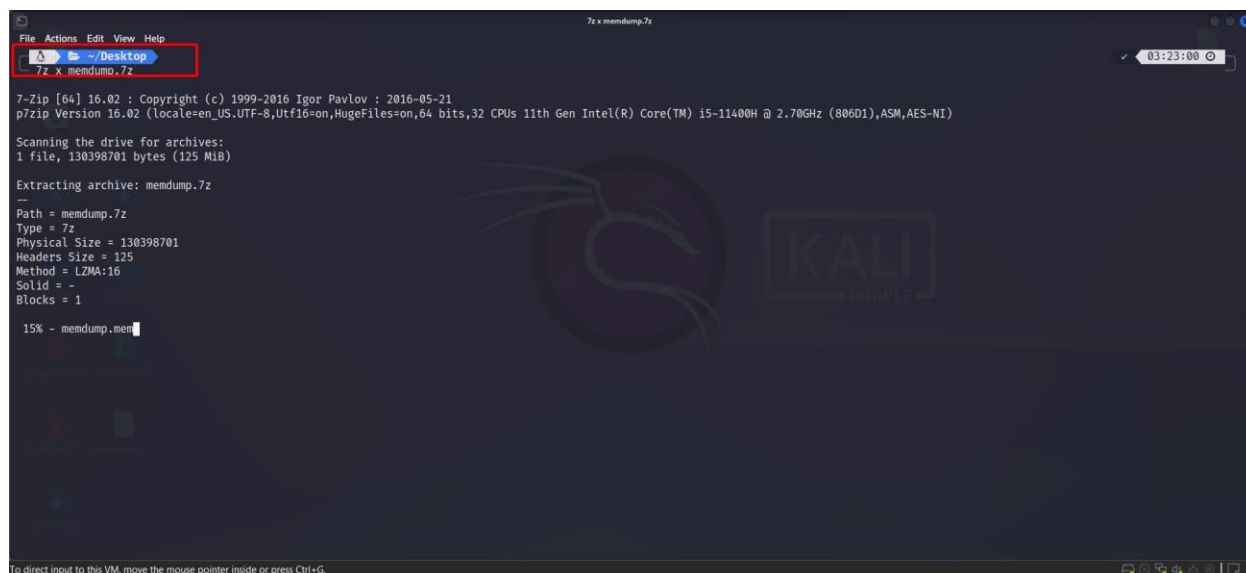 7z x memdump.7z
File Actions Edit View Help
~/Desktop
03:23:00
7z x memdump.7z
7-Zip [64] 16.02 : Copyright (c) 1999-2016 Igor Pavlov : 2016-05-21
p7zip Version 16.02 (locale=en_US.UTF-8,Utf16=on,HugeFiles=on,64 bits,32 CPUs 11th Gen Intel(R) Core(TM) i5-11400H @ 2.70GHz (806D1),ASM,AES-NI)
Scanning the drive for archives:
1 file, 130398701 bytes (125 MiB)
Extracting archive: memdump.7z
--
Path = memdump.7z
Type = 7z
Physical Size = 130398701
Headers Size = 125
Method = LZMA:16
Solid = -
Blocks = 1
15% - memdump.mem
KALI
PURPLE
To direct input to this VM, move the mouse pointer inside or press Ctrl+G.